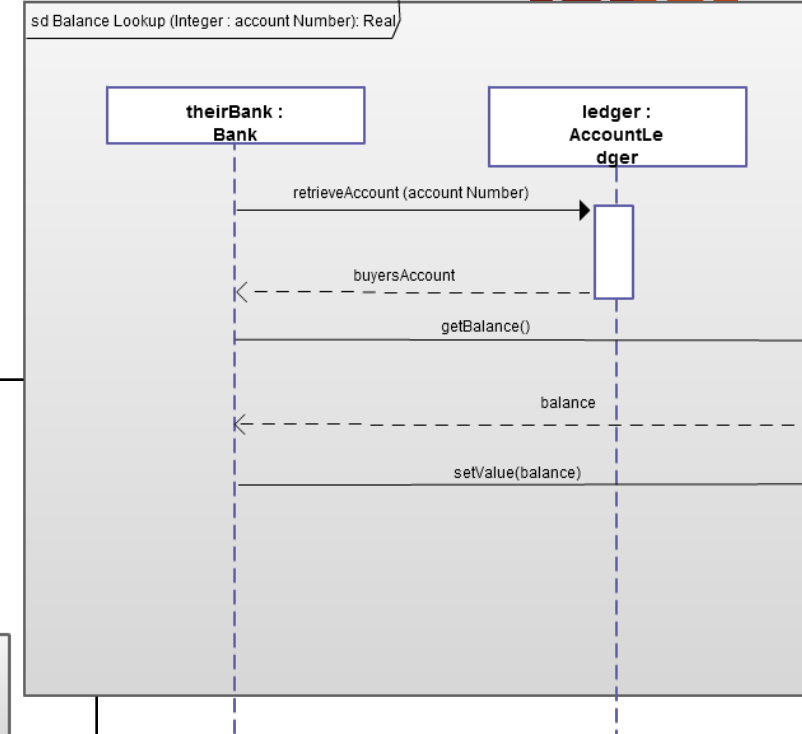 sd Balance Lookup (Integer : account Number): Real
theirBank :
Bank
ledger :
AccountLe
dger
retrieveAccount (account Number)
buyersAccount
getBalance()
balance
setValue(balance)